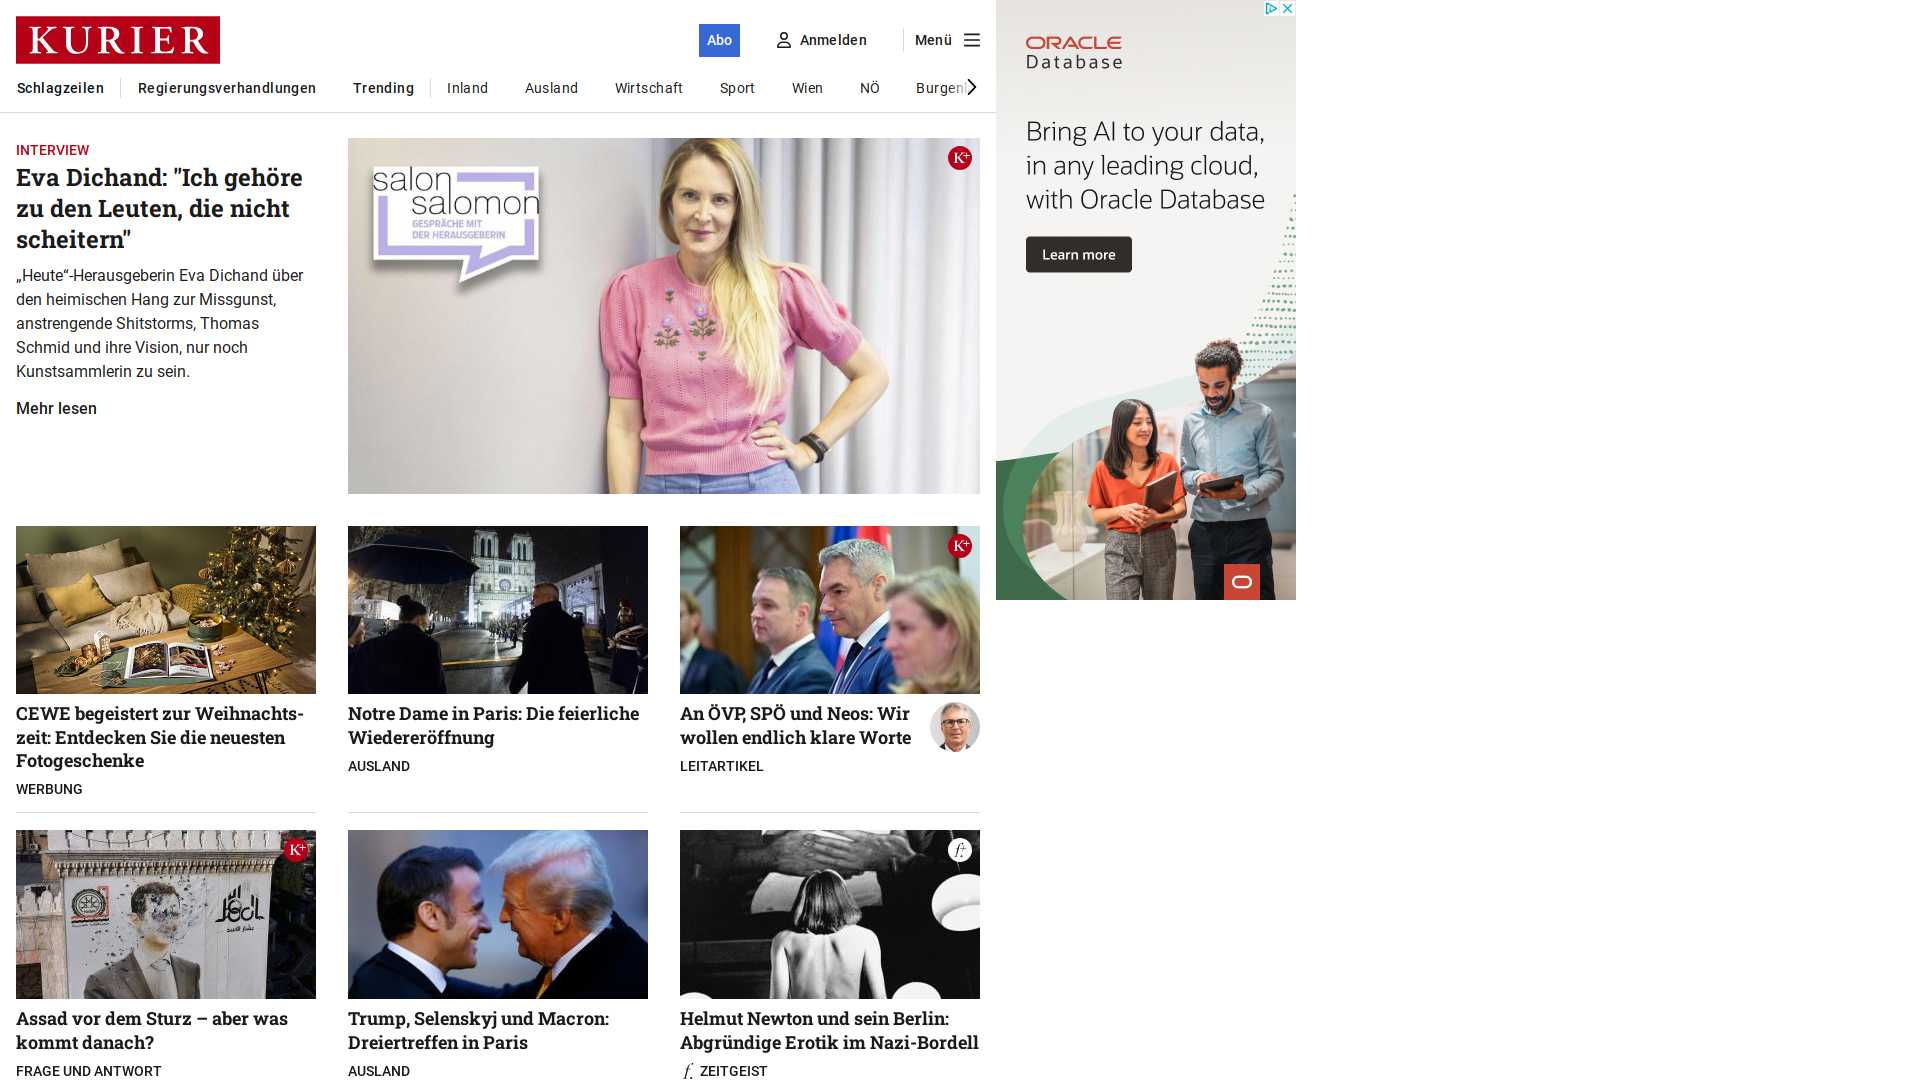 KURIER
Abo
Anmelden
Menü
Schlagzeilen
Regierungsverhandlungen
Trending
Inland
Ausland
Wirtschaft
Sport
Wien
NÖ
INTERVIEW
Eva Dichand: "Ich gehöre
zu den Leuten, die nicht
scheitern"
„Heute“-Herausgeberin Eva Dichand über
den heimischen Hang zur Missgunst,
anstrengende Shitstorms, Thomas
Schmid und ihre Vision, nur noch
Kunstsammlerin zu sein.
Mehr lesen
salon
salomon
GESPRÄCHE MIT
DER HERAUSGEBERIN
K+
ORACLE
Database
Bring AI to your data,
in any leading cloud,
with Oracle Database
Learn more
CEWE begeistert zur Weihnachts-
zeit: Entdecken Sie die neuesten
Fotogeschenke
WERBUNG
Notre Dame in Paris: Die feierliche
Wiedereröffnung
AUSLAND
K+
An ÖVP, SPÖ und Neos: Wir
wollen endlich klare Worte
LEITARTIKEL
K+
Assad vor dem Sturz – aber was
kommt danach?
FRAGE UND ANTWORT
Trump, Selenskyj und Macron:
Dreiertreffen in Paris
AUSLAND
f+
Helmut Newton und sein Berlin:
Abgründige Erotik im Nazi-Bordell
f. ZEITGEIST